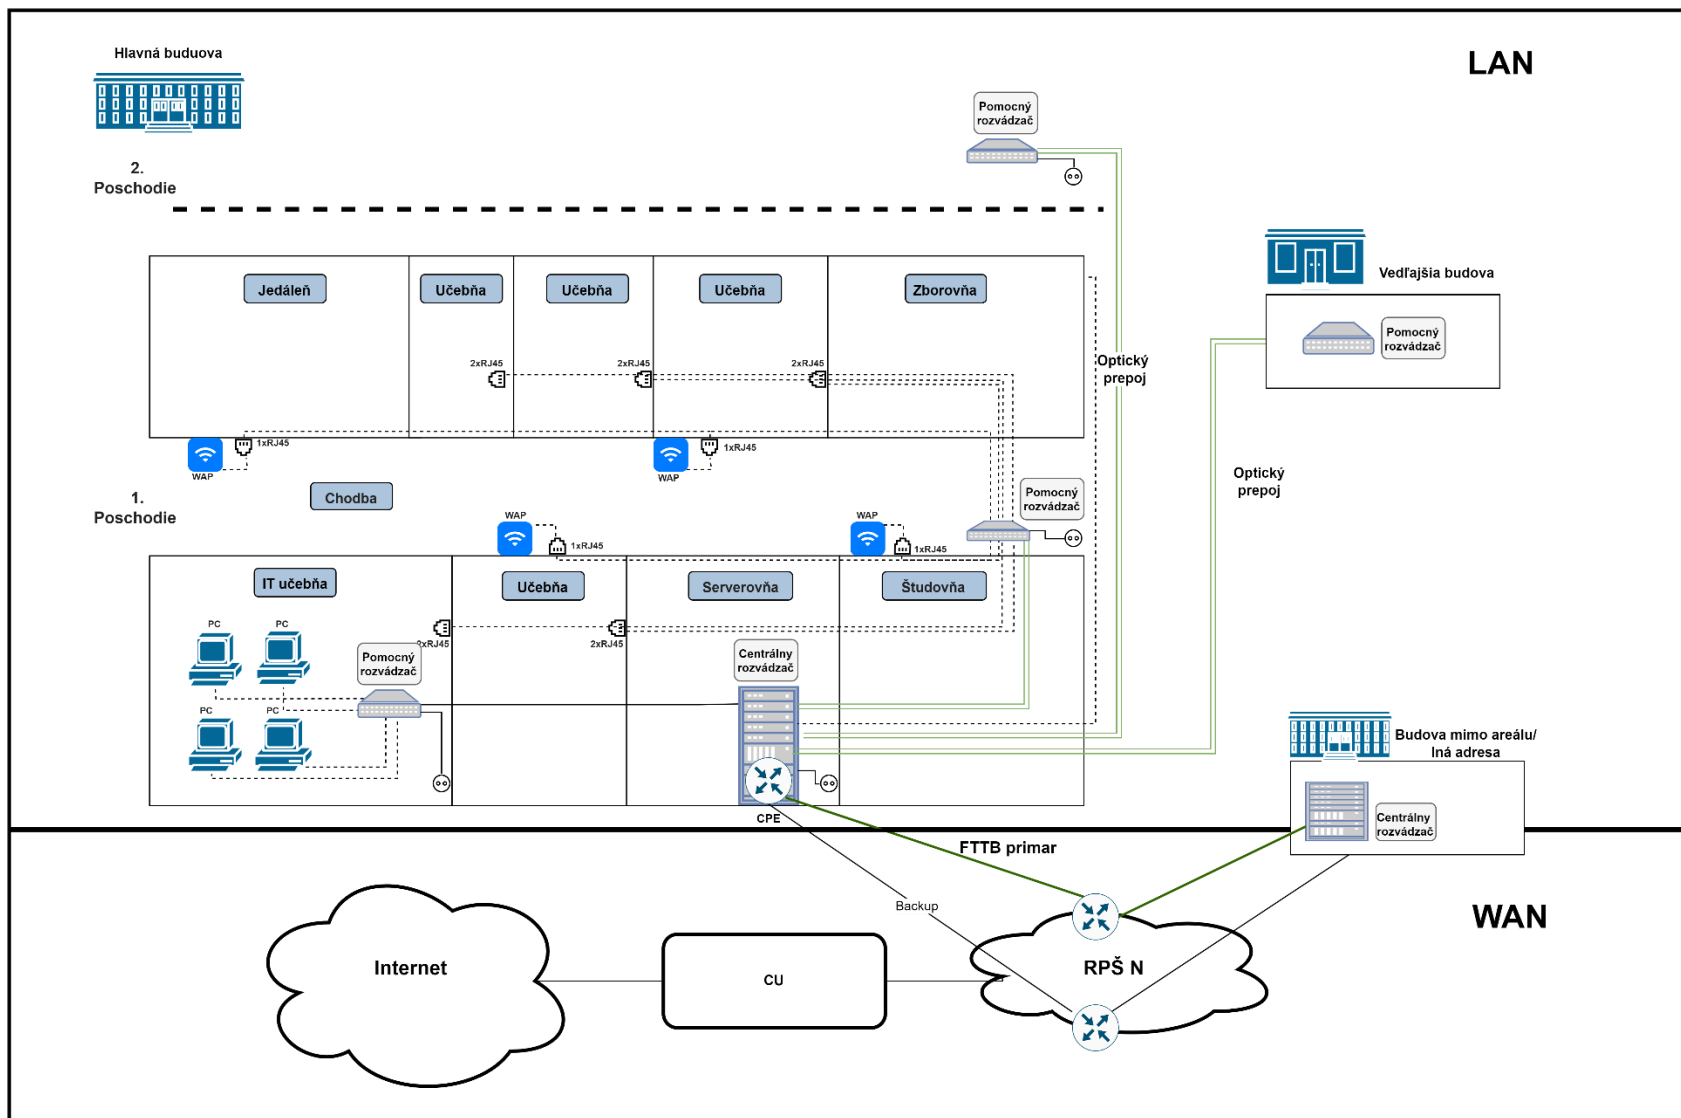 Hlavná buduova
LAN
Pomocný
rozvádzač
2.
Poschodie
Vedľajšia budova
Jedáleň
Učebňa
Učebňa
Učebňa
Zborovňa
Pomocný
rozvádzač
2xRJ45
2xRJ45
2xRJ45
Optický
prepoj
1xRJ45
1xRJ45
WAP
WAP
Optický
prepoj
Chodba
1.
Poschodie
Pomocný
rozvádzač
WAP
WAP
1xRJ45
1xRJ45
IT učebňa
Učebňa
Serverovňa
Študovňa
PC
PC
2xRJ45
2xRJ45
Pomocný
rozvádzač
Centrálny
rozvádzač
PC
PC
Budova mimo areálu/
Iná adresa
CPE
Centrálny
rozvádzač
FTTB primar
Backup
WAN
Internet
CU
RPŠ N